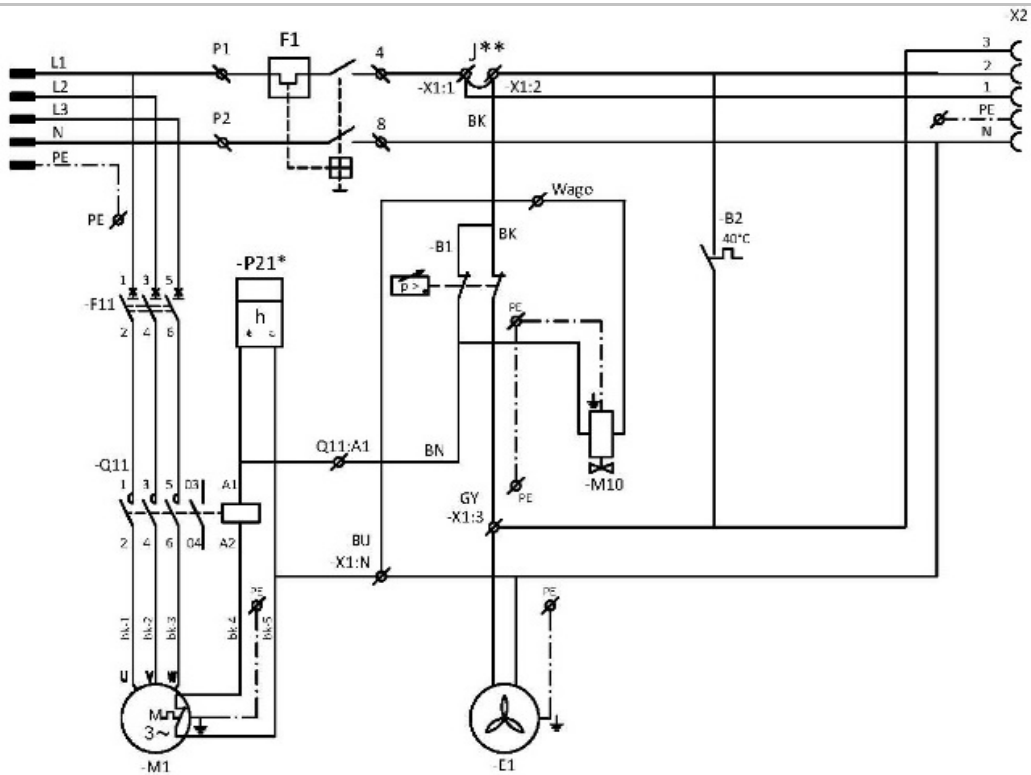 -X2
F1
P1
4
J**
3
L1
2
-X1:1
-X1:2
L2
1
L3
P2
BK
PE
N
8
N
PE
Wago
PE
-B2
40°C
-B1
BK
-P21*
p >
1 3 5
h
PE
-F11
2 4 6
Q11:A1
BN
-Q11
1 3 5 03
A1
-M10
GY
PE
-X1:3
2 4 6 04
A2
BU
-X1:N
PE
PE
bk-1
bk-2
bk-3
bk-4
bk-5
U V W
M
3~
-M1
-E1